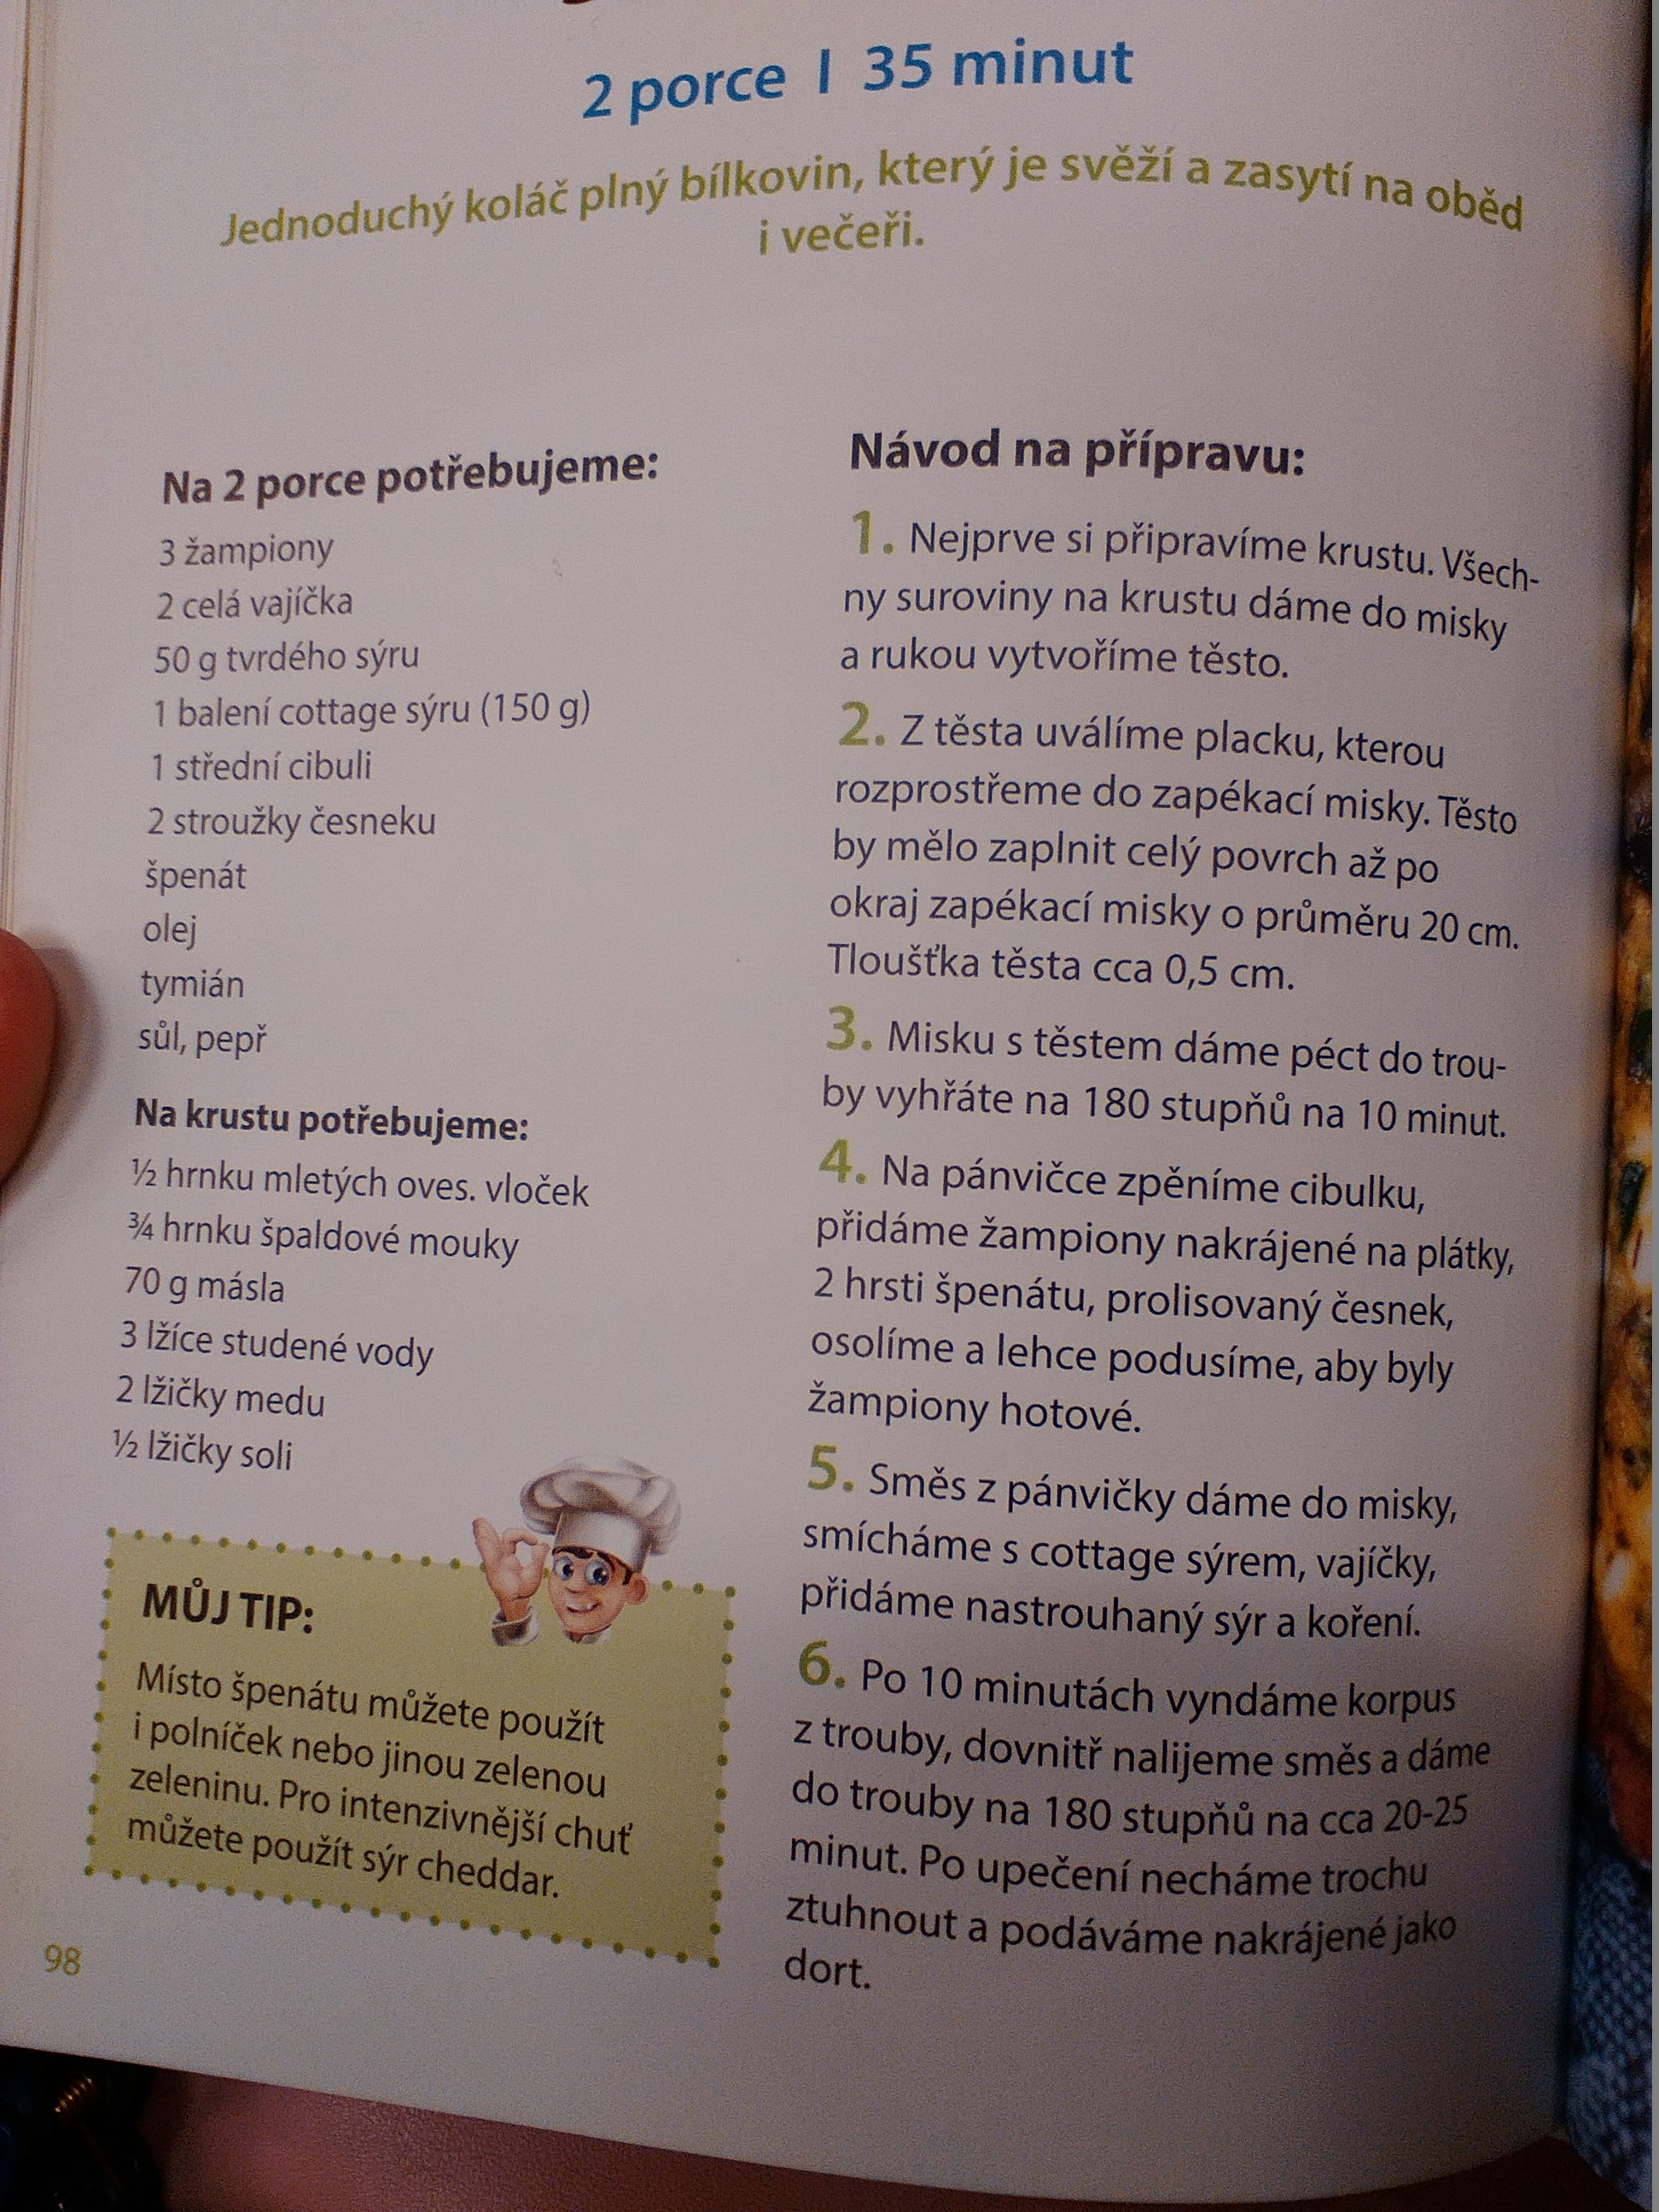 2 porce I 35 minut
Jednoduchý koláč plný bílkovin, který je svěží a zasytí na oběd
i večeři.
Na 2 porce potřebujeme:
3 žampiony
2 celá vajíčka
50 g tvrdého sýru
1 balení cottage sýru (150 g)
1 střední cibuli
2 stroužky česneku
špenát
olej
tymián
sůl, pepř
Na krustu potřebujeme:
½ hrnku mletých oves. vloček
¾ hrnku špaldové mouky
70 g másla
3 lžíce studené vody
2 lžičky medu
½ lžičky soli
MŮJ TIP:
Místo špenátu můžete použít
i polníček nebo jinou zelenou
zeleninu. Pro intenzivnější chuť
můžete použít sýr cheddar.
98
Návod na přípravu:
1. Nejprve si připravíme krustu. Všech-
ny suroviny na krustu dáme do misky
a rukou vytvoříme těsto.
2. Z těsta uválíme placku, kterou
rozprostřeme do zapékací misky. Těsto
by mělo zaplnit celý povrch až po
okraj zapékací misky o průměru 20 cm.
Tloušťka těsta cca 0,5 cm.
3. Misku s těstem dáme péct do trou-
by vyhřáte na 180 stupňů na 10 minut.
4. Na pánvičce zpěníme cibulku,
přidáme žampiony nakrájené na plátky,
2 hrsti špenátu, prolisovaný česnek,
osolíme a lehce podusíme, aby byly
žampiony hotové.
5. Směs z pánvičky dáme do misky,
smícháme s cottage sýrem, vajíčky,
přidáme nastrouhaný sýr a koření.
6. Po 10 minutách vyndáme korpus
z trouby, dovnitř nalijeme směs a dáme
do trouby na 180 stupňů na cca 20-25
minut. Po upečení necháme trochu
ztuhnout a podáváme nakrájené jako
dort.